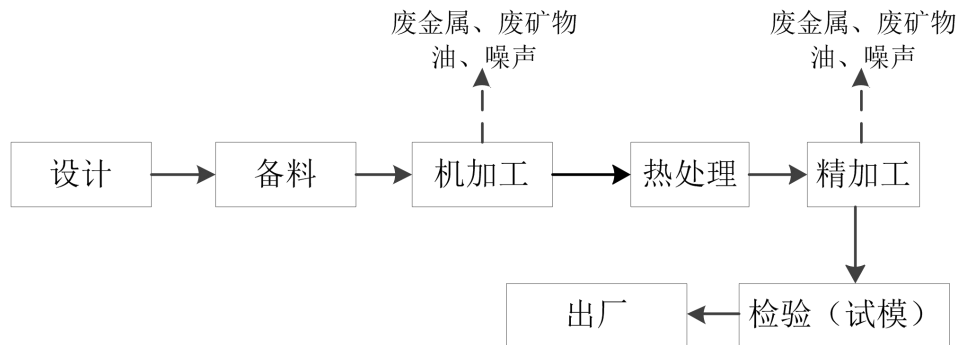 废金属、废矿物
油、噪声
废金属、废矿物
油、噪声
设计
备料
机加工
热处理
精加工
出厂
检验（试模）